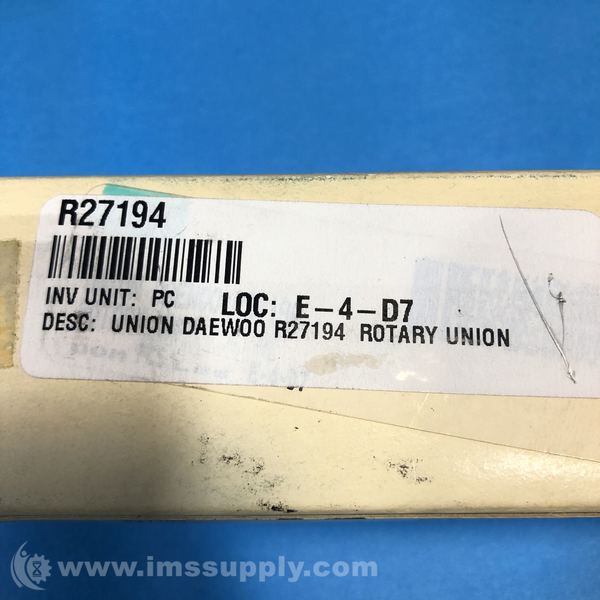 R27194
INV UNIT: PC LOC: E-4-D7
DESC: UNION DAEWOO R27194 ROTARY UNION
www.imssupply.com